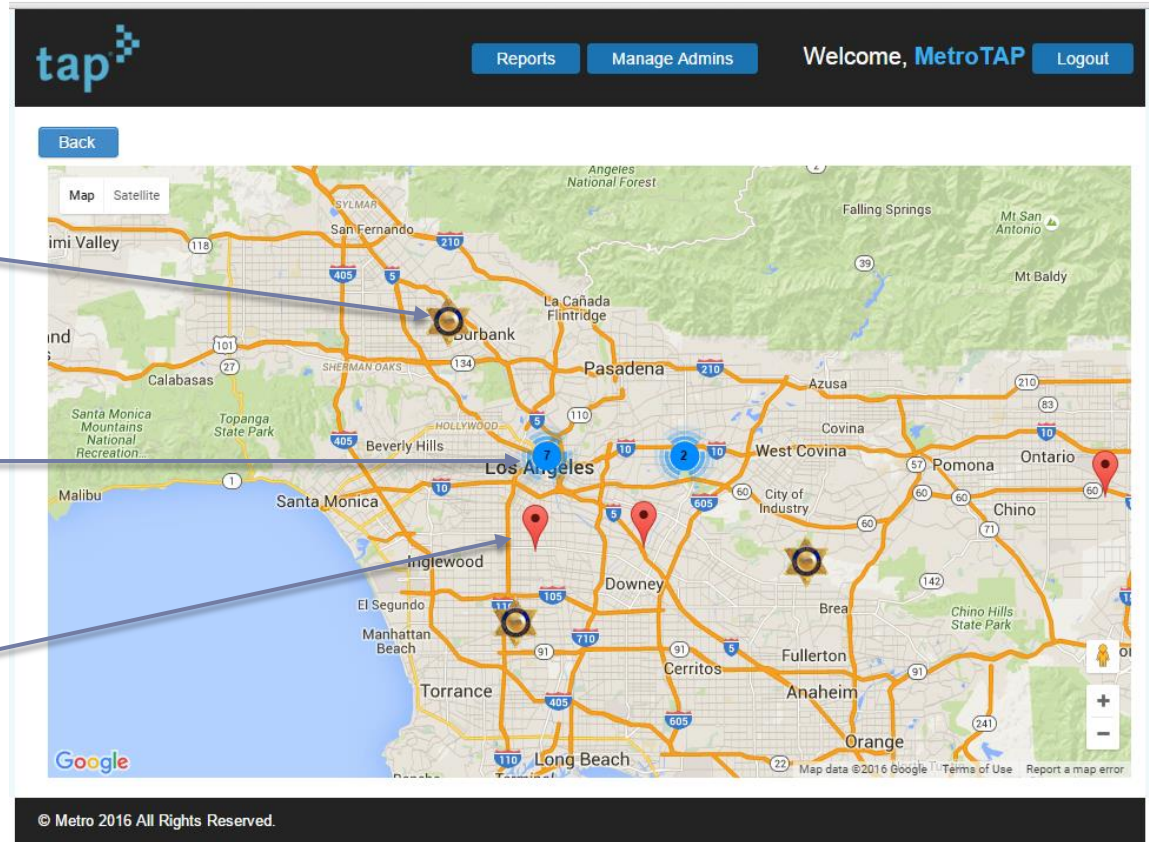 tap
Reports
Manage Admins
Welcome, MetroTAP
Logout
Back
Map Satellite
Angeles
National Forest
2
Falling Springs
Mt San
Antonio
Mt Baldy
SYLMAR
San Fernando
imi Valley
118
210
405
5
39
La Cañada
Flintridge
Burbank
nd
101
27
134
SHERMAN OAKS
Calabasas
Pasadena
210
Azusa
210
83
Santa Monica
Mountains
National
Recreation...
Topanga
State Park
HOLLYWOOD
5
110
405
Beverly Hills
7
10
2
10
West Covina
Covina
10
57
Pomona
Ontario
Los Angeles
1
Malibu
Santa Monica
10
605
60
City of
Industry
60
60
60
Chino
5
60
71
Inglewood
Downey
142
El Segundo
110
105
Brea
Chino Hills
State Park
Manhattan
Beach
91
710
91
5
Fullerton
Cerritos
91
Torrance
405
605
Anaheim
241
Orange
Google
110
Long Beach
22
Map data ©2016 Google
Terms of Use
Report a map error
© Metro 2016 All Rights Reserved.